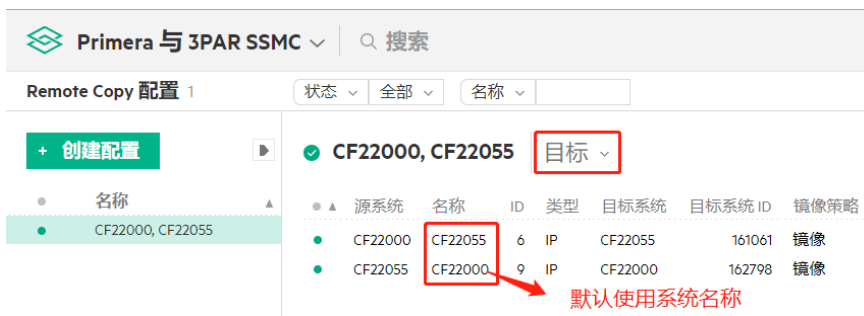 Primera 与 3PAR SSMC 搜索
Remote Copy 配置 1 状态 全部 名称
+ 创建配置 CF22000, CF22055 目标
名称 源系统 名称 ID 类型 目标系统 目标系统 ID 镜像策略
CF22000, CF22055 CF22000 CF22055 6 IP CF22055 161061 镜像
CF22055 CF22000 9 IP CF22000 162798 镜像
默认使用系统名称